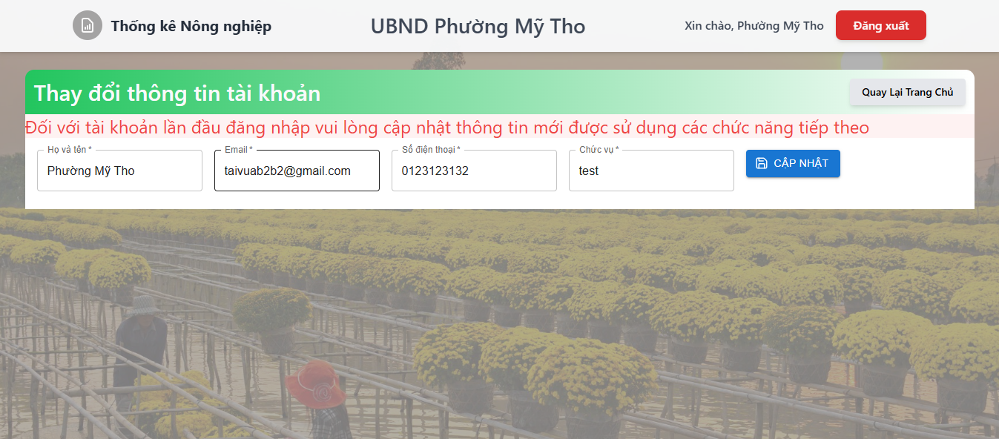 Thống kê Nông nghiệp
UBND Phường Mỹ Tho
Xin chào, Phường Mỹ Tho
Đăng xuất
Thay đổi thông tin tài khoản
Quay Lại Trang Chủ
Đối với tài khoản lần đầu đăng nhập vui lòng cập nhật thông tin mới được sử dụng các chức năng tiếp theo
Họ và tên *
Phường Mỹ Tho
Email *
taivuab2b2@gmail.com
Số điện thoại *
0123123132
Chức vụ *
test
CẬP NHẬT